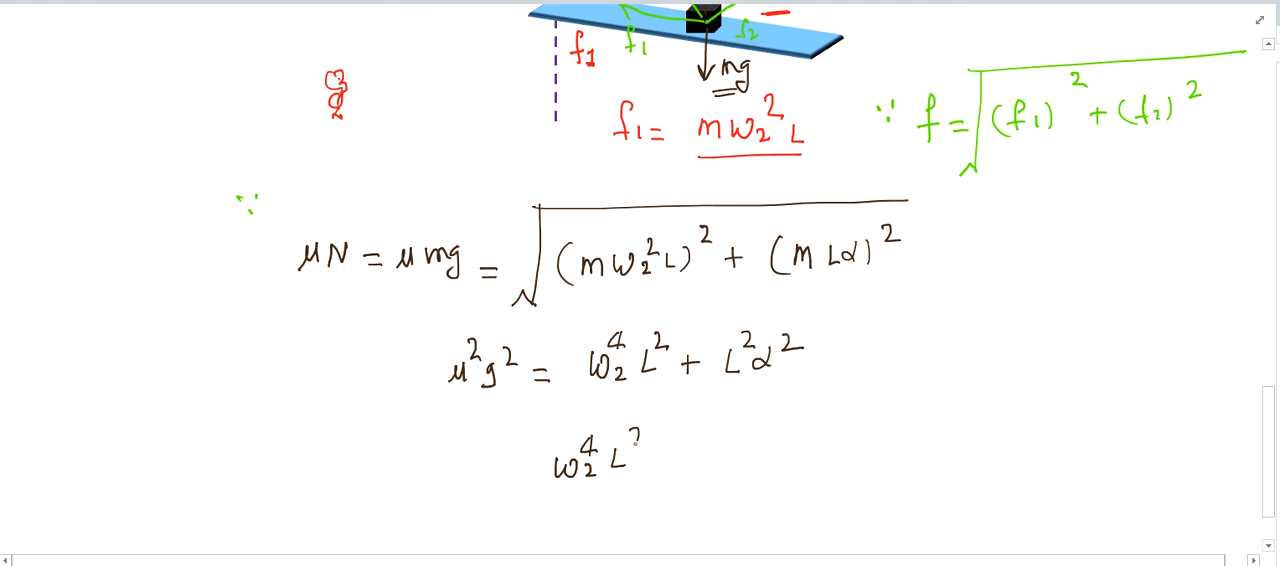 f₁ f₁ f₂
mg
f₁ = mω₂²L
∵ f = √((f₁)² + (f₂)²)
∵
μN = μmg = √((mω₂²L)² + (mLα)²)
μ²g² = ω₂⁴L² + L²α²
ω₂⁴L²